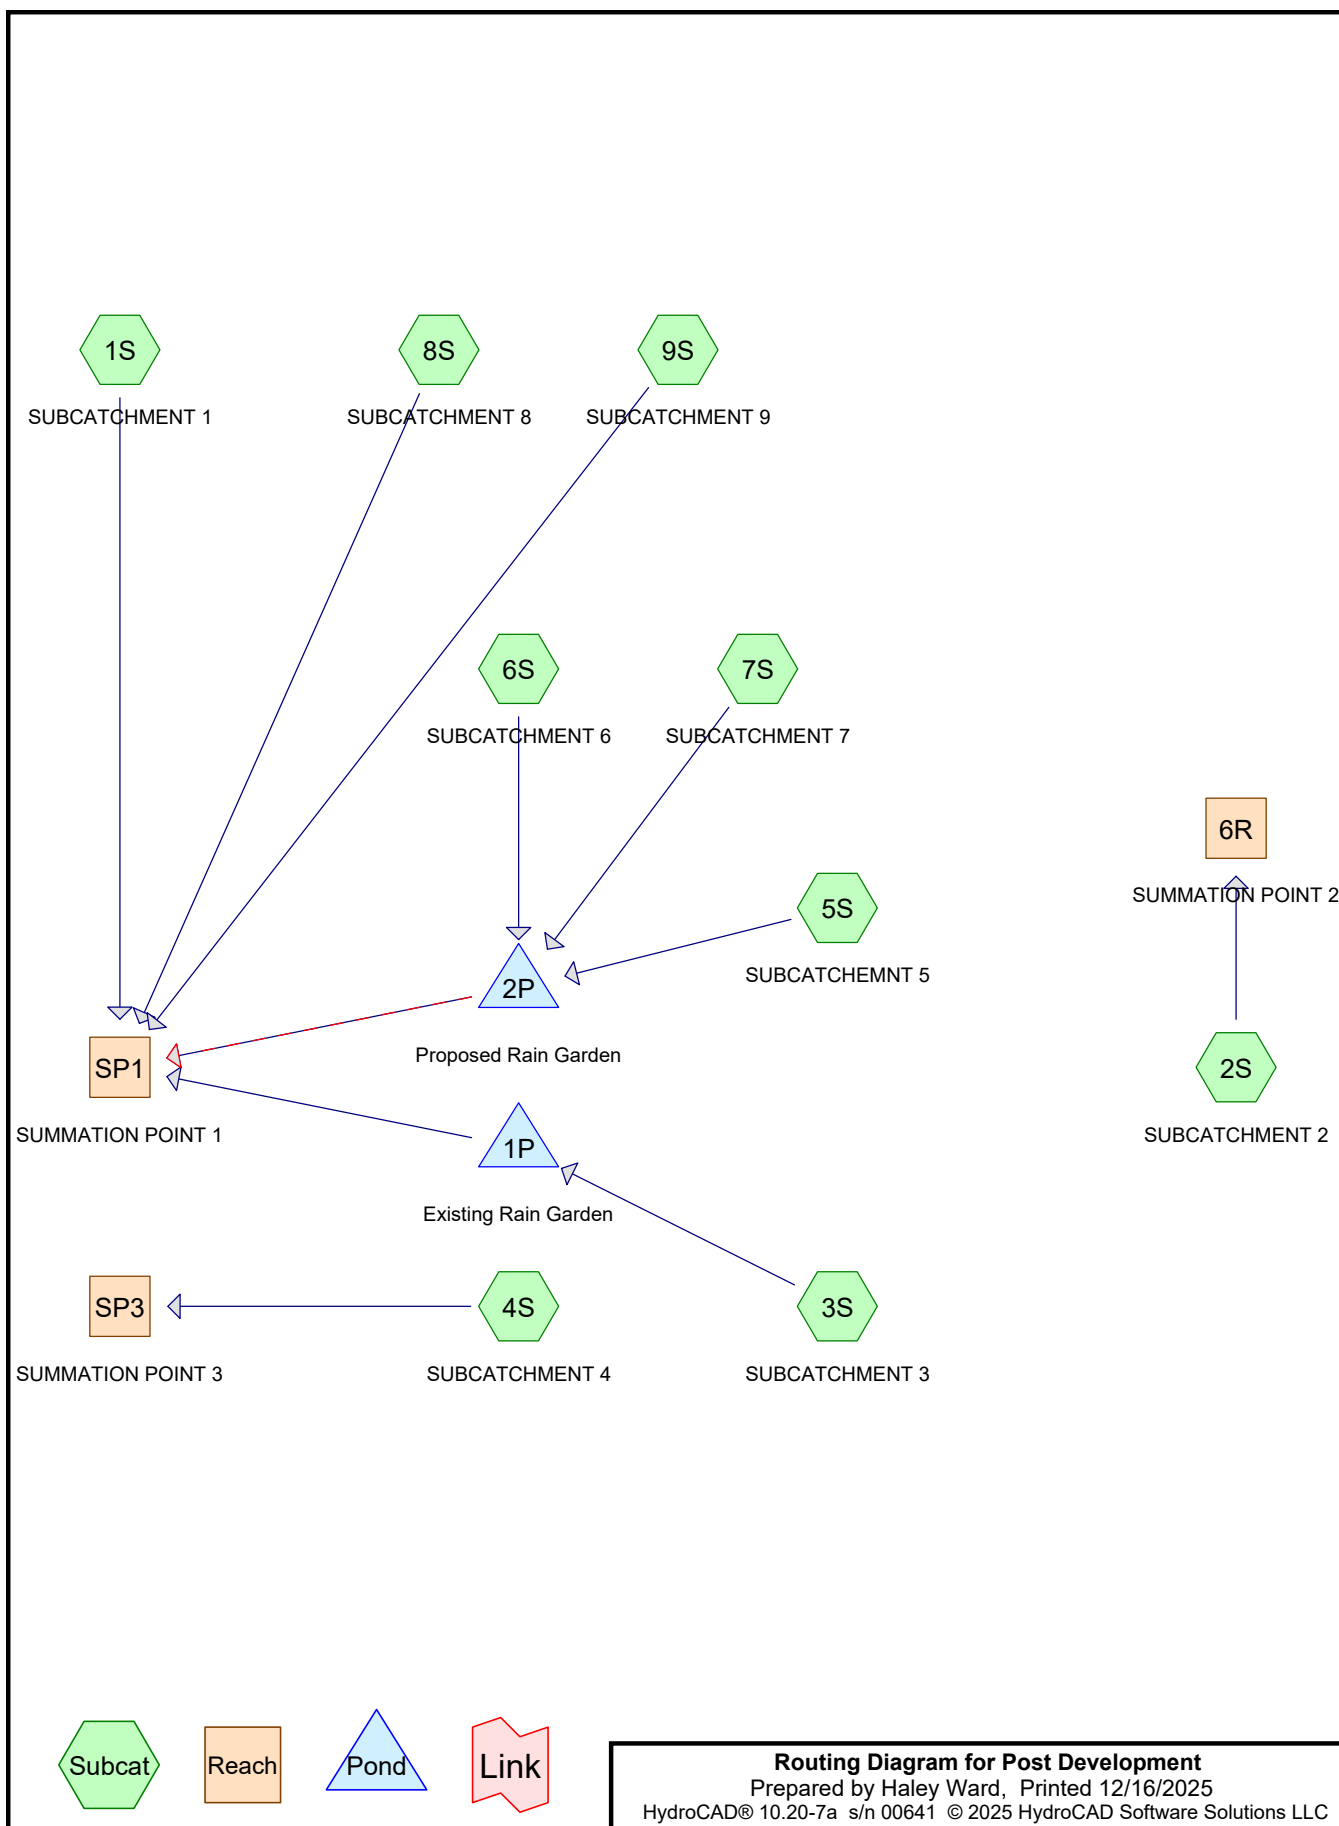 1S
8S
9S
SUBCATCHMENT 1
SUBCATCHMENT 8
SUBCATCHMENT 9
6S
7S
SUBCATCHMENT 6
SUBCATCHMENT 7
6R
SUMMATION POINT 2
5S
SUBCATCHEMNT 5
2P
Proposed Rain Garden
SP1
SUMMATION POINT 1
2S
SUBCATCHMENT 2
1P
Existing Rain Garden
SP3
SUMMATION POINT 3
4S
SUBCATCHMENT 4
3S
SUBCATCHMENT 3
Subcat
Reach
Pond
Link
Routing Diagram for Post Development
Prepared by Haley Ward, Printed 12/16/2025
HydroCAD® 10.20-7a s/n 00641 © 2025 HydroCAD Software Solutions LLC